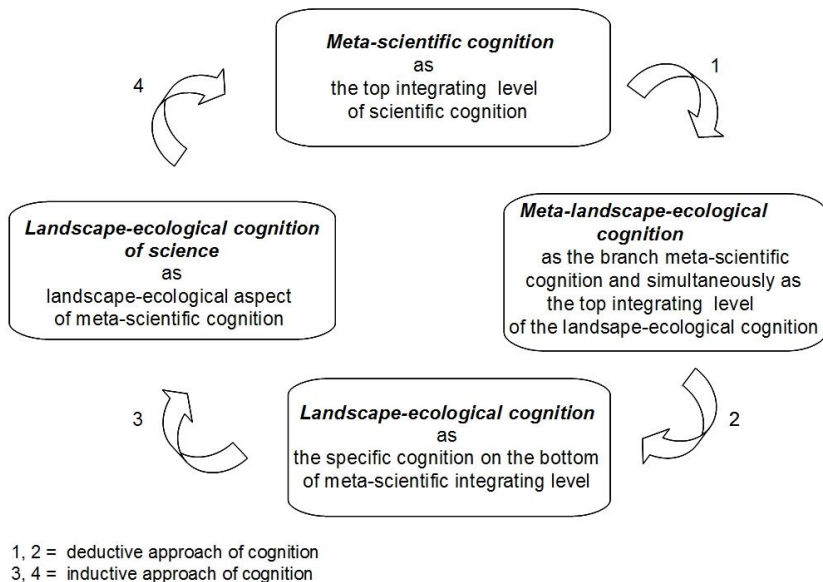 Meta-scientific cognition
as
the top integrating level
of scientific cognition
1
Meta-landscape-ecological
cognition
as the branch meta-scientific
cognition and simultaneously as
the top integrating level
of the landsape-ecological cognition
2
Landscape-ecological cognition
as
the specific cognition on the bottom
of meta-scientific integrating level
3
Landscape-ecological cognition
of science
as
landscape-ecological aspect
of meta-scientific cognition
4
1, 2 = deductive approach of cognition
3, 4 = inductive approach of cognition